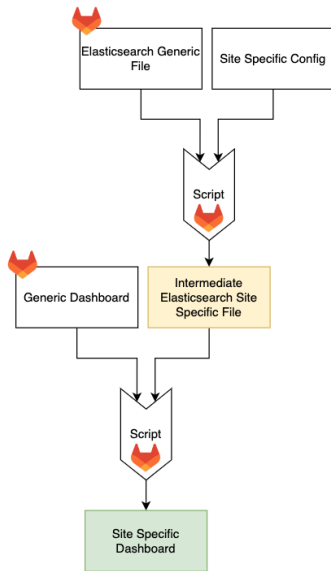 Elasticsearch Generic
File
Site Specific Config
Script
Generic Dashboard
Intermediate
Elasticsearch Site
Specific File
Script
Site Specific
Dashboard